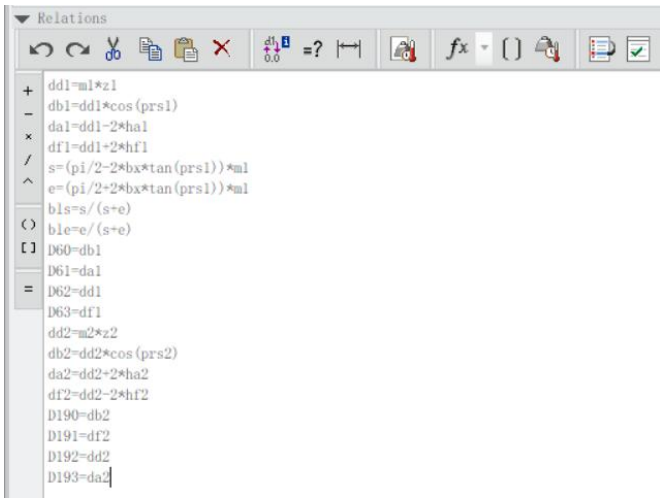 Relations
=? fx [ ]
+
-
×
/
^
()
[]
=
dd1=m1*z1
db1=dd1*cos(prs1)
da1=dd1-2*ha1
df1=dd1+2*hf1
s=(pi/2-2*bx*tan(prs1))*m1
e=(pi/2+2*bx*tan(prs1))*m1
bls=s/(s+e)
ble=e/(s+e)
D60=db1
D61=da1
D62=dd1
D63=df1
dd2=m2*z2
db2=dd2*cos(prs2)
da2=dd2+2*ha2
df2=dd2-2*hf2
D190=db2
D191=df2
D192=dd2
D193=da2